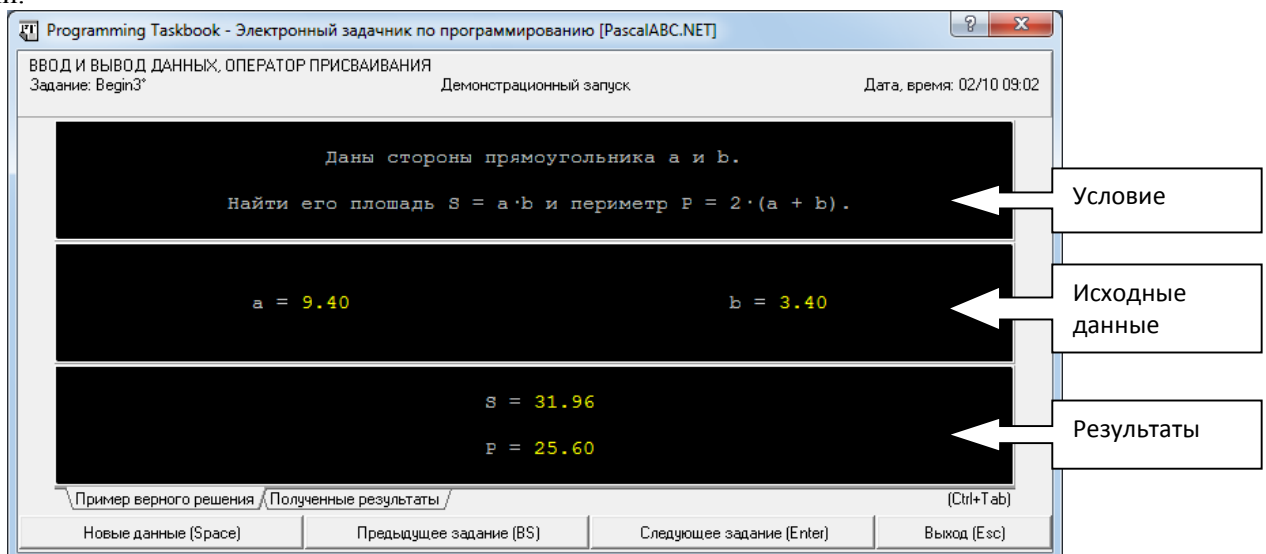 Programming Taskbook - Электронный задачник по программированию [PascalABC.NET]
ВВОД И ВЫВОД ДАННЫХ, ОПЕРАТОР ПРИСВАИВАНИЯ
Задание: Begin3° Демонстрационный запуск Дата, время: 02/10 09:02
Даны стороны прямоугольника a и b.
Найти его площадь S = a·b и периметр P = 2·(a + b).
Условие
a = 9.40 b = 3.40
Исходные
данные
S = 31.96
P = 25.60
Результаты
Пример верного решения Полученные результаты (Ctrl+Tab)
Новые данные (Space) Предыдущее задание (BS) Следующее задание (Enter) Выход (Esc)